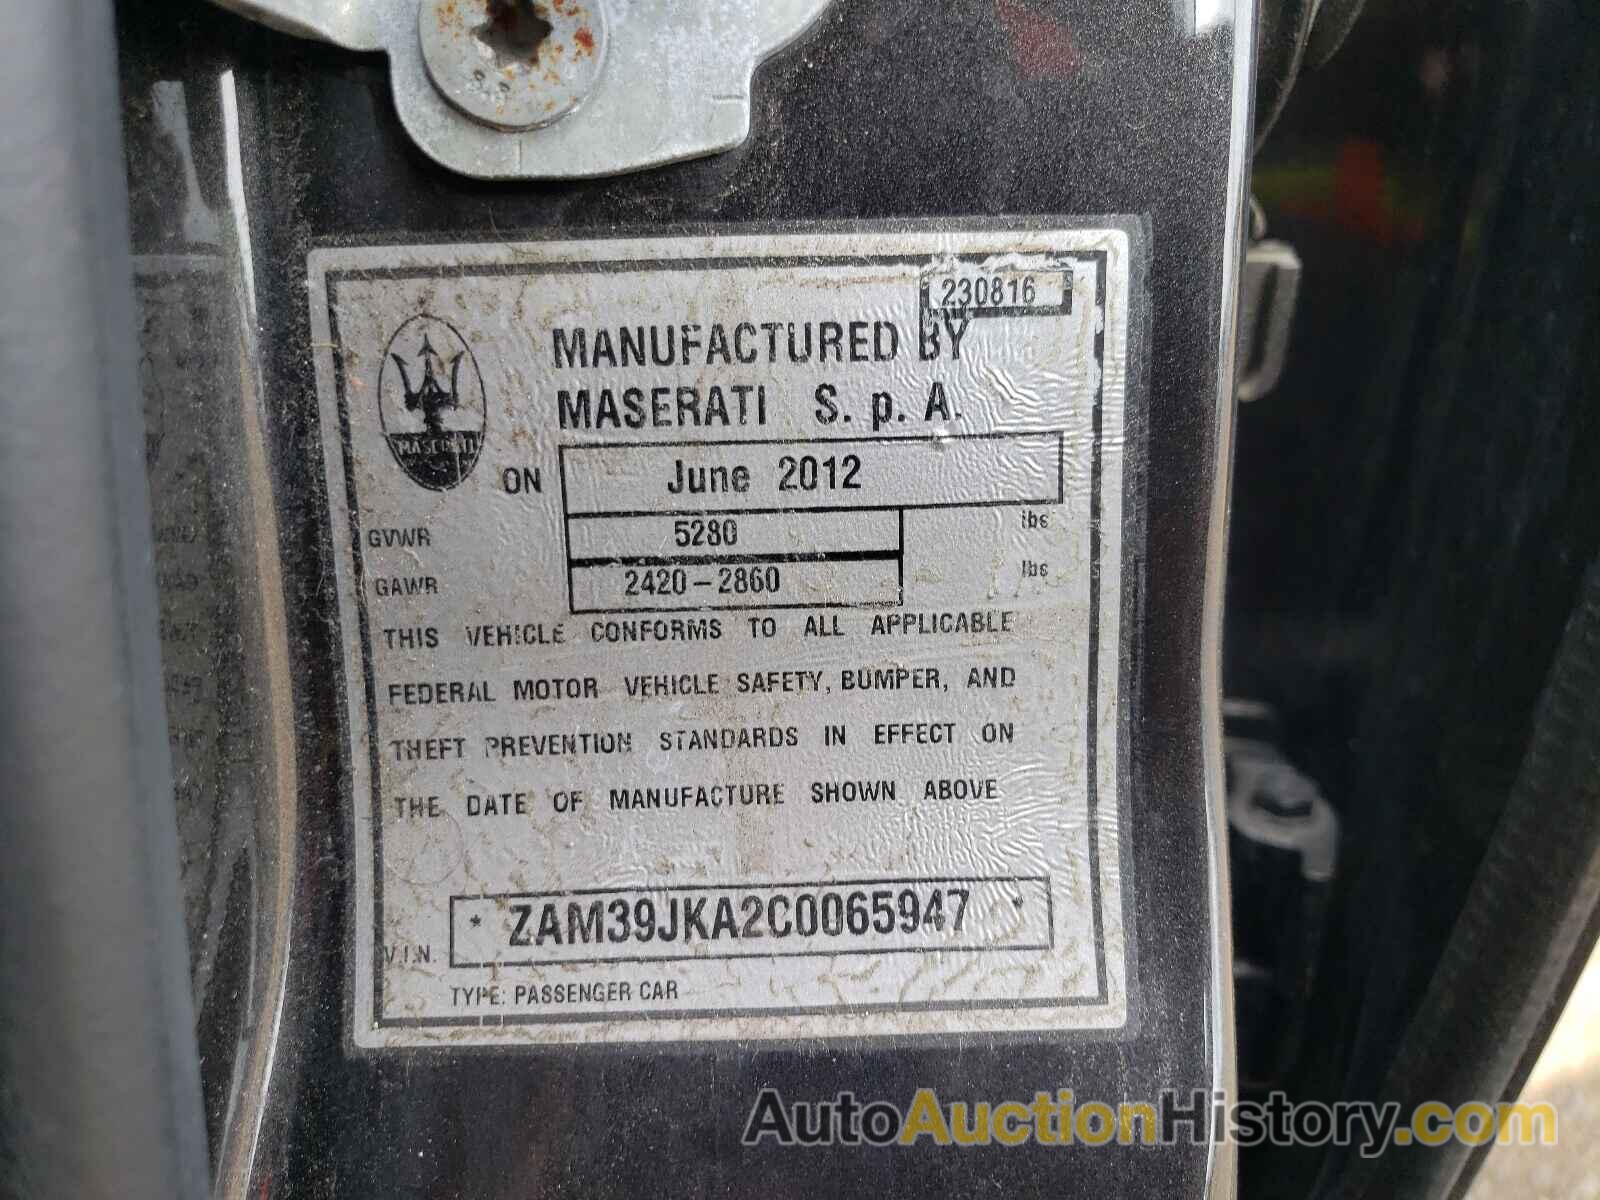 230816
MANUFACTURED BY
MASERATI S. p. A.
MASERATI
ON June 2012
GVWR 5280 lbs
GAWR 2420-2860 lbs
THIS VEHICLE CONFORMS TO ALL APPLICABLE
FEDERAL MOTOR VEHICLE SAFETY, BUMPER, AND
THEFT PREVENTION STANDARDS IN EFFECT ON
THE DATE OF MANUFACTURE SHOWN ABOVE
V.I.N. * ZAM39JKA2C0065947 *
TYPE: PASSENGER CAR
AutoAuctionHistory.com